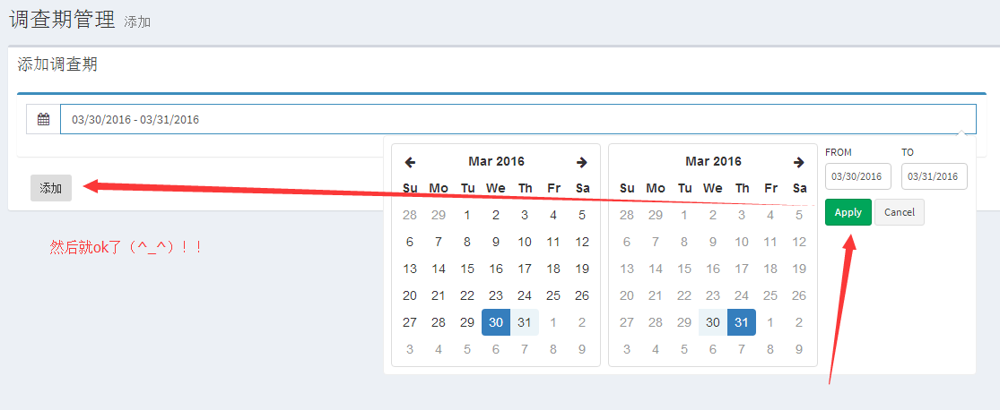 调查期管理 添加
添加调查期
03/30/2016 - 03/31/2016
Mar 2016
Su Mo Tu We Th Fr Sa
28 29 1 2 3 4 5
6 7 8 9 10 11 12
13 14 15 16 17 18 19
20 21 22 23 24 25 26
27 28 29 30 31 1 2
3 4 5 6 7 8 9
Mar 2016
Su Mo Tu We Th Fr Sa
28 29 1 2 3 4 5
6 7 8 9 10 11 12
13 14 15 16 17 18 19
20 21 22 23 24 25 26
27 28 29 30 31 1 2
3 4 5 6 7 8 9
FROM TO
03/30/2016 03/31/2016
Apply Cancel
添加
然后就ok了（^_^）！！